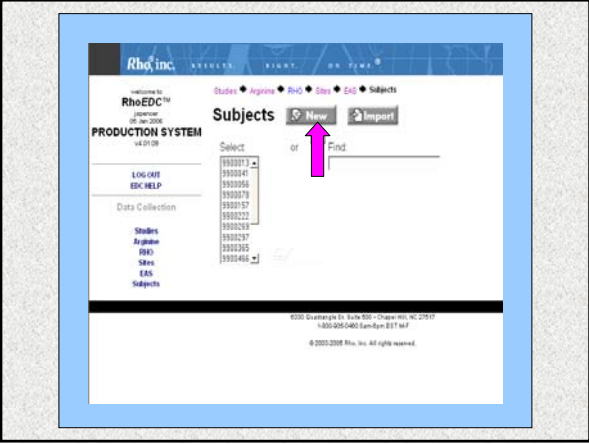 Rho, inc. RESULTS. RIGHT. ON TIME.®
welcome to
RhoEDC™
jspencer
05 Jan 2006
PRODUCTION SYSTEM
v4.01.09
LOG OUT
EDC HELP
Data Collection
Studies
Arginine
RHO
Sites
EAS
Subjects
Studies Arginine RHO Sites EAS Subjects
Subjects New Import
Select: or Find:
9900013
9900041
9900056
9900078
9900157
9900222
9900269
9900297
9900365
9900466
6330 Quadrangle Dr. Suite 500 - Chapel Hill, NC 27517
1-800-905-0460 8am-8pm EST M-F
© 2003-2005 Rho, Inc. All rights reserved.